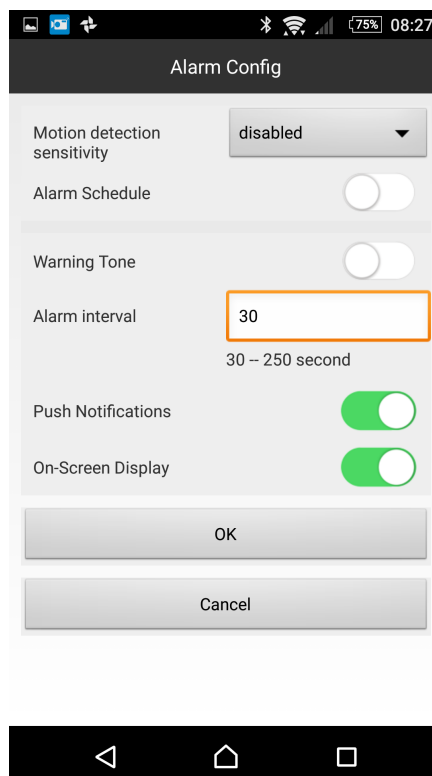 75% 08:27
Alarm Config
Motion detection
sensitivity
disabled
Alarm Schedule
Warning Tone
Alarm interval
30
30 -- 250 second
Push Notifications
On-Screen Display
OK
Cancel